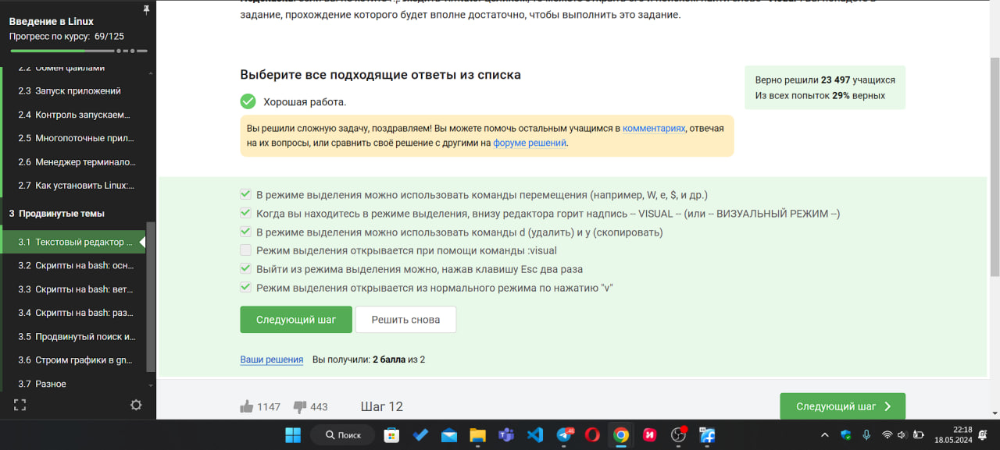 Введение в Linux
Прогресс по курсу: 69/125
2.2 Обмен файлами
2.3 Запуск приложений
2.4 Контроль запускаем...
2.5 Многопоточные прил...
2.6 Менеджер терминало...
2.7 Как установить Linux:...
3 Продвинутые темы
3.1 Текстовый редактор ...
3.2 Скрипты на bash: осн...
3.3 Скрипты на bash: вет...
3.4 Скрипты на bash: раз...
3.5 Продвинутый поиск и...
3.6 Строим графики в gn...
3.7 Разное
задание, прохождение которого будет вполне достаточно, чтобы выполнить это задание.
Выберите все подходящие ответы из списка
Хорошая работа.
Верно решили 23 497 учащихся
Из всех попыток 29% верных
Вы решили сложную задачу, поздравляем! Вы можете помочь остальным учащимся в комментариях, отвечая
на их вопросы, или сравнить своё решение с другими на форуме решений.
В режиме выделения можно использовать команды перемещения (например, W, e, $, и др.)
Когда вы находитесь в режиме выделения, внизу редактора горит надпись -- VISUAL -- (или -- ВИЗУАЛЬНЫЙ РЕЖИМ --)
В режиме выделения можно использовать команды d (удалить) и y (скопировать)
Режим выделения открывается при помощи команды :visual
Выйти из режима выделения можно, нажав клавишу Esc два раза
Режим выделения открывается из нормального режима по нажатию "v"
Следующий шаг
Решить снова
Ваши решения Вы получили: 2 балла из 2
1147 443 Шаг 12
Следующий шаг
Поиск
22:18
18.05.2024